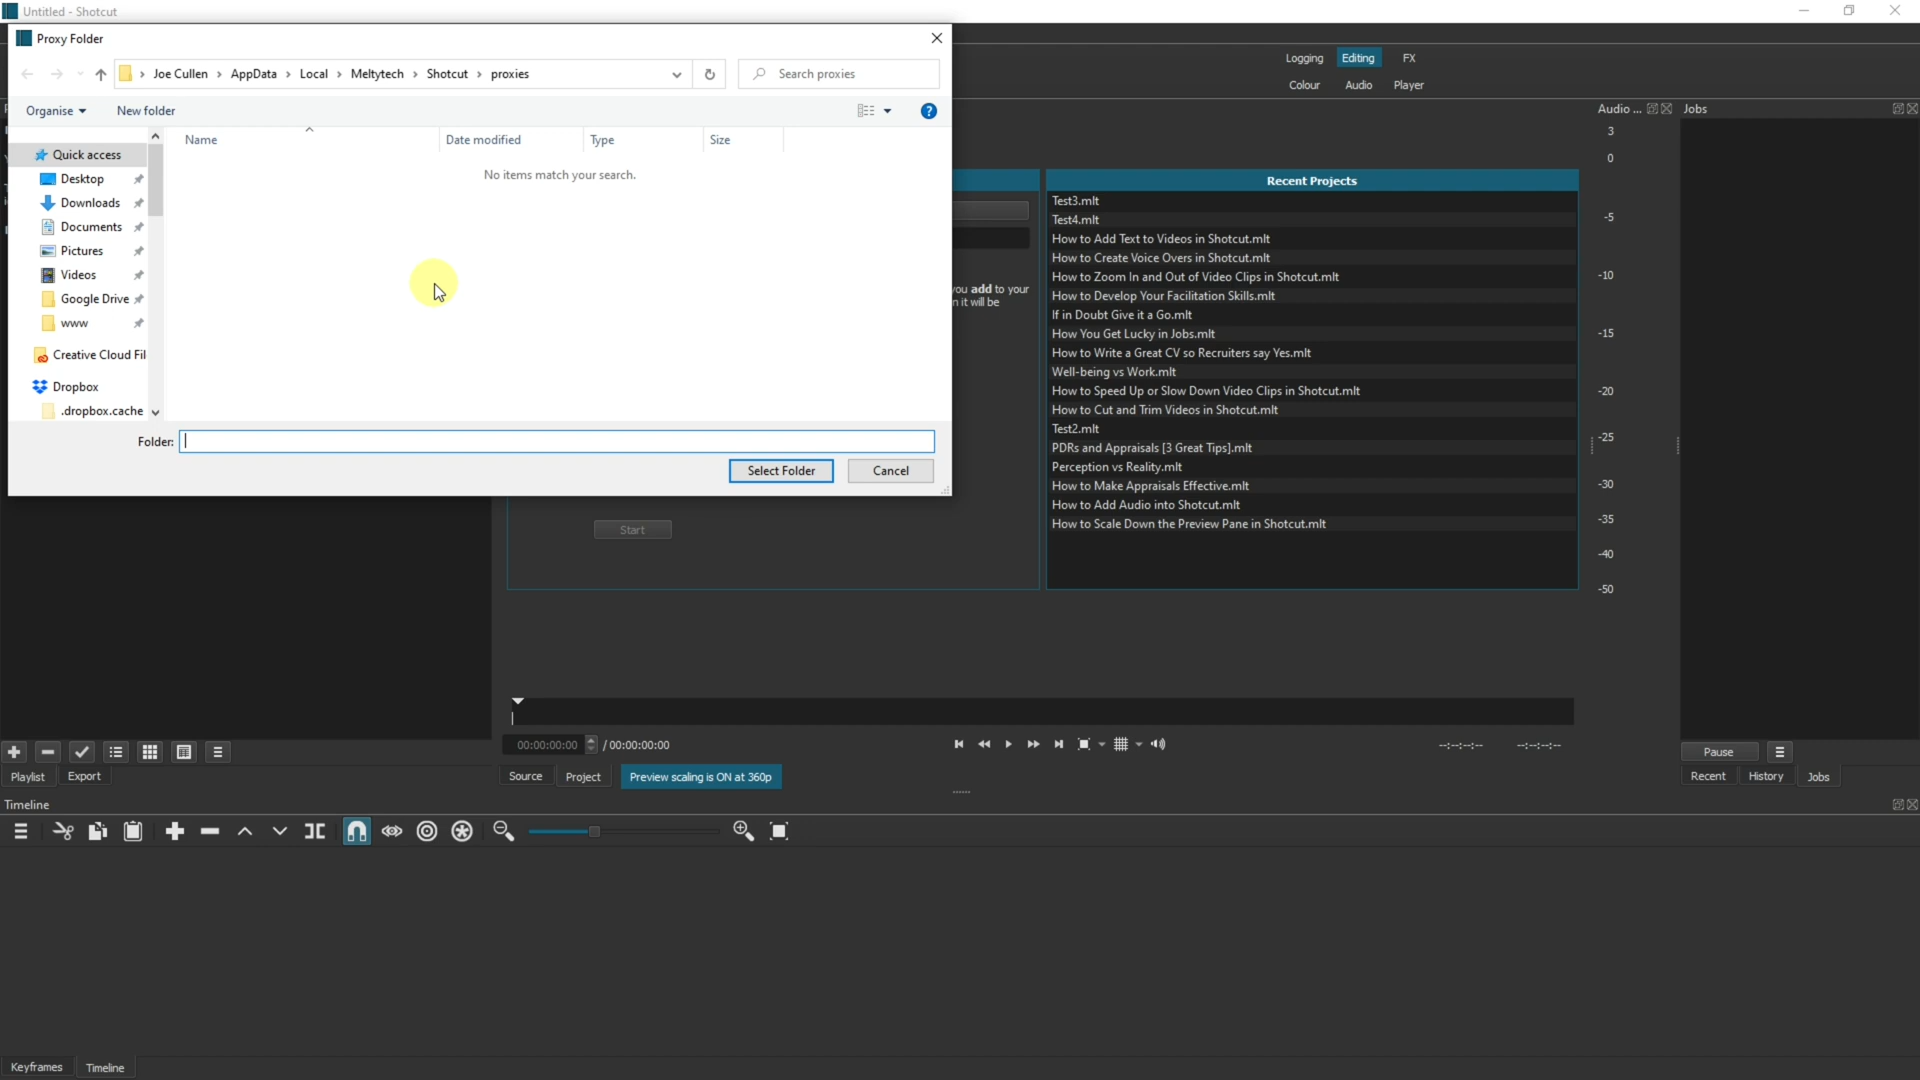 Untitled - Shotcut
Proxy Folder
Joe Cullen > AppData > Local > Meltytech > Shotcut > proxies
Search proxies
Organise
New folder
Name
Date modified
Type
Size
No items match your search.
Quick access
Desktop
Downloads
Documents
Pictures
Videos
Google Drive
www
Creative Cloud Fil
Dropbox
.dropbox.cache
Folder:
Select Folder
Cancel
Logging
Editing
FX
Colour
Audio
Player
you add to your
n it will be
Start
Recent Projects
Test3.mlt
Test4.mlt
How to Add Text to Videos in Shotcut.mlt
How to Create Voice Overs in Shotcut.mlt
How to Zoom In and Out of Video Clips in Shotcut.mlt
How to Develop Your Facilitation Skills.mlt
If in Doubt Give it a Go.mlt
How You Get Lucky in Jobs.mlt
How to Write a Great CV so Recruiters say Yes.mlt
Well-being vs Work.mlt
How to Speed Up or Slow Down Video Clips in Shotcut.mlt
How to Cut and Trim Videos in Shotcut.mlt
Test2.mlt
PDRs and Appraisals [3 Great Tips].mlt
Perception vs Reality.mlt
How to Make Appraisals Effective.mlt
How to Add Audio into Shotcut.mlt
How to Scale Down the Preview Pane in Shotcut.mlt
Audio ...
3
0
-5
-10
-15
-20
-25
-30
-35
-40
-50
Jobs
00:00:00:00 / 00:00:00:00
--:--:--:--
--:--:--:--
Source
Project
Preview scaling is ON at 360p
Pause
Recent
History
Jobs
Playlist
Export
Timeline
Keyframes
Timeline